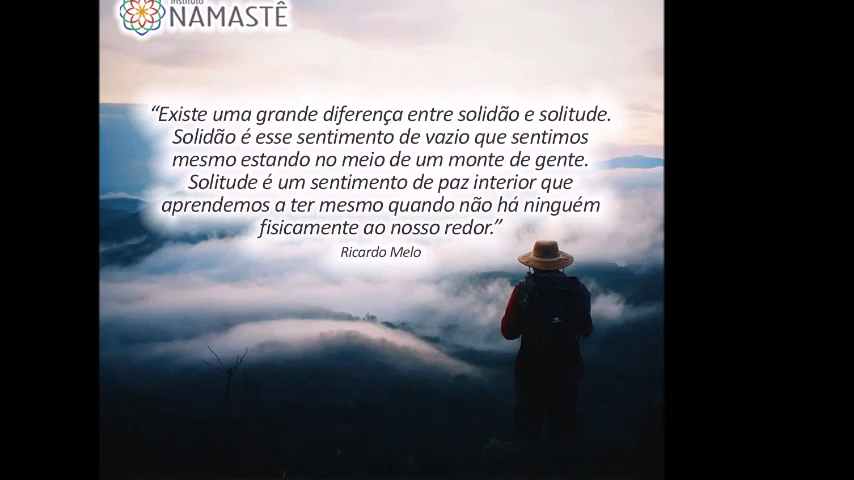 Instituto
NAMASTÊ
“Existe uma grande diferença entre solidão e solitude.
Solidão é esse sentimento de vazio que sentimos
mesmo estando no meio de um monte de gente.
Solitude é um sentimento de paz interior que
aprendemos a ter mesmo quando não há ninguém
fisicamente ao nosso redor.”
Ricardo Melo